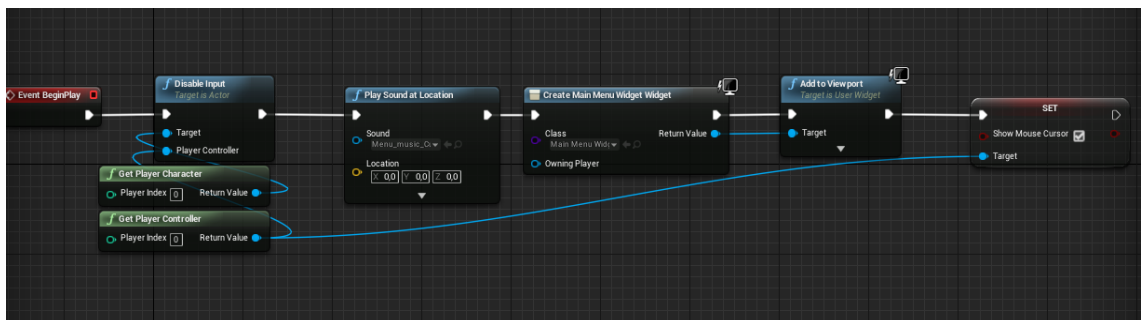 Event BeginPlay
Disable Input
Target is Actor
Target
Player Controller
Get Player Character
Player Index 0 Return Value
Get Player Controller
Player Index 0 Return Value
Play Sound at Location
Sound
Location
X 0,0 Y 0,0 Z 0,0
Create Main Menu Widget Widget
Class Return Value
Main Menu
Owning Player
Add to Viewport
Target is User Widget
Target
SET
Show Mouse Cursor
Target